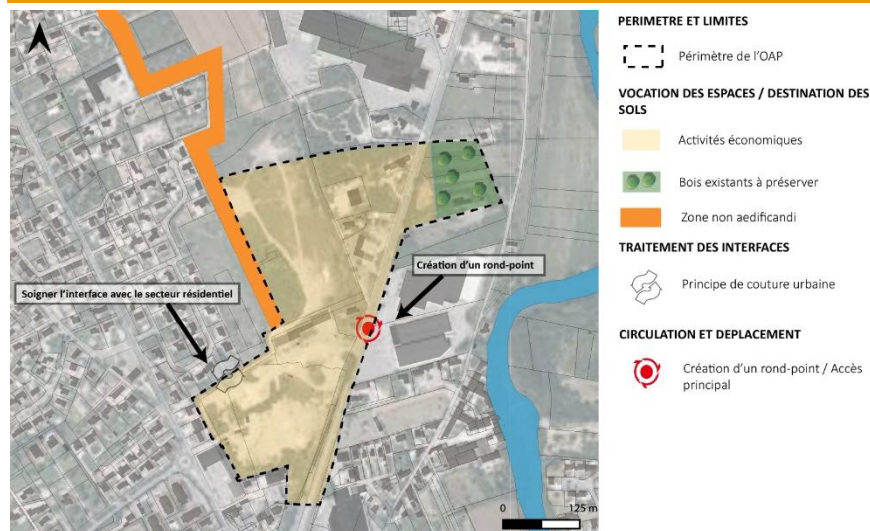 Soigner l'interface avec le secteur résidentiel
Création d'un rond-point
0 125 m
PERIMETRE ET LIMITES
Périmètre de l'OAP
VOCATION DES ESPACES / DESTINATION DES
SOLS
Activités économiques
Bois existants à préserver
Zone non aedificandi
TRAITEMENT DES INTERFACES
Principe de couture urbaine
CIRCULATION ET DEPLACEMENT
Création d'un rond-point / Accès
principal